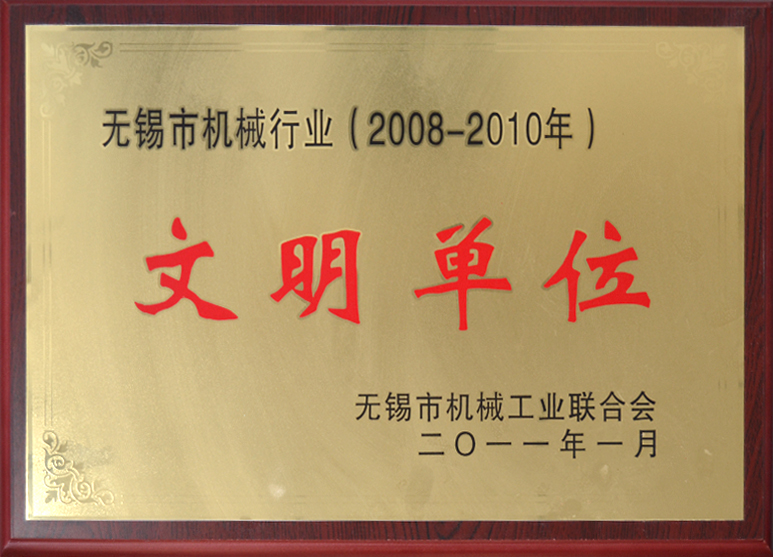 无锡市机械行业（2008-2010年）
文明单位
无锡市机械工业联合会
二〇一一年一月